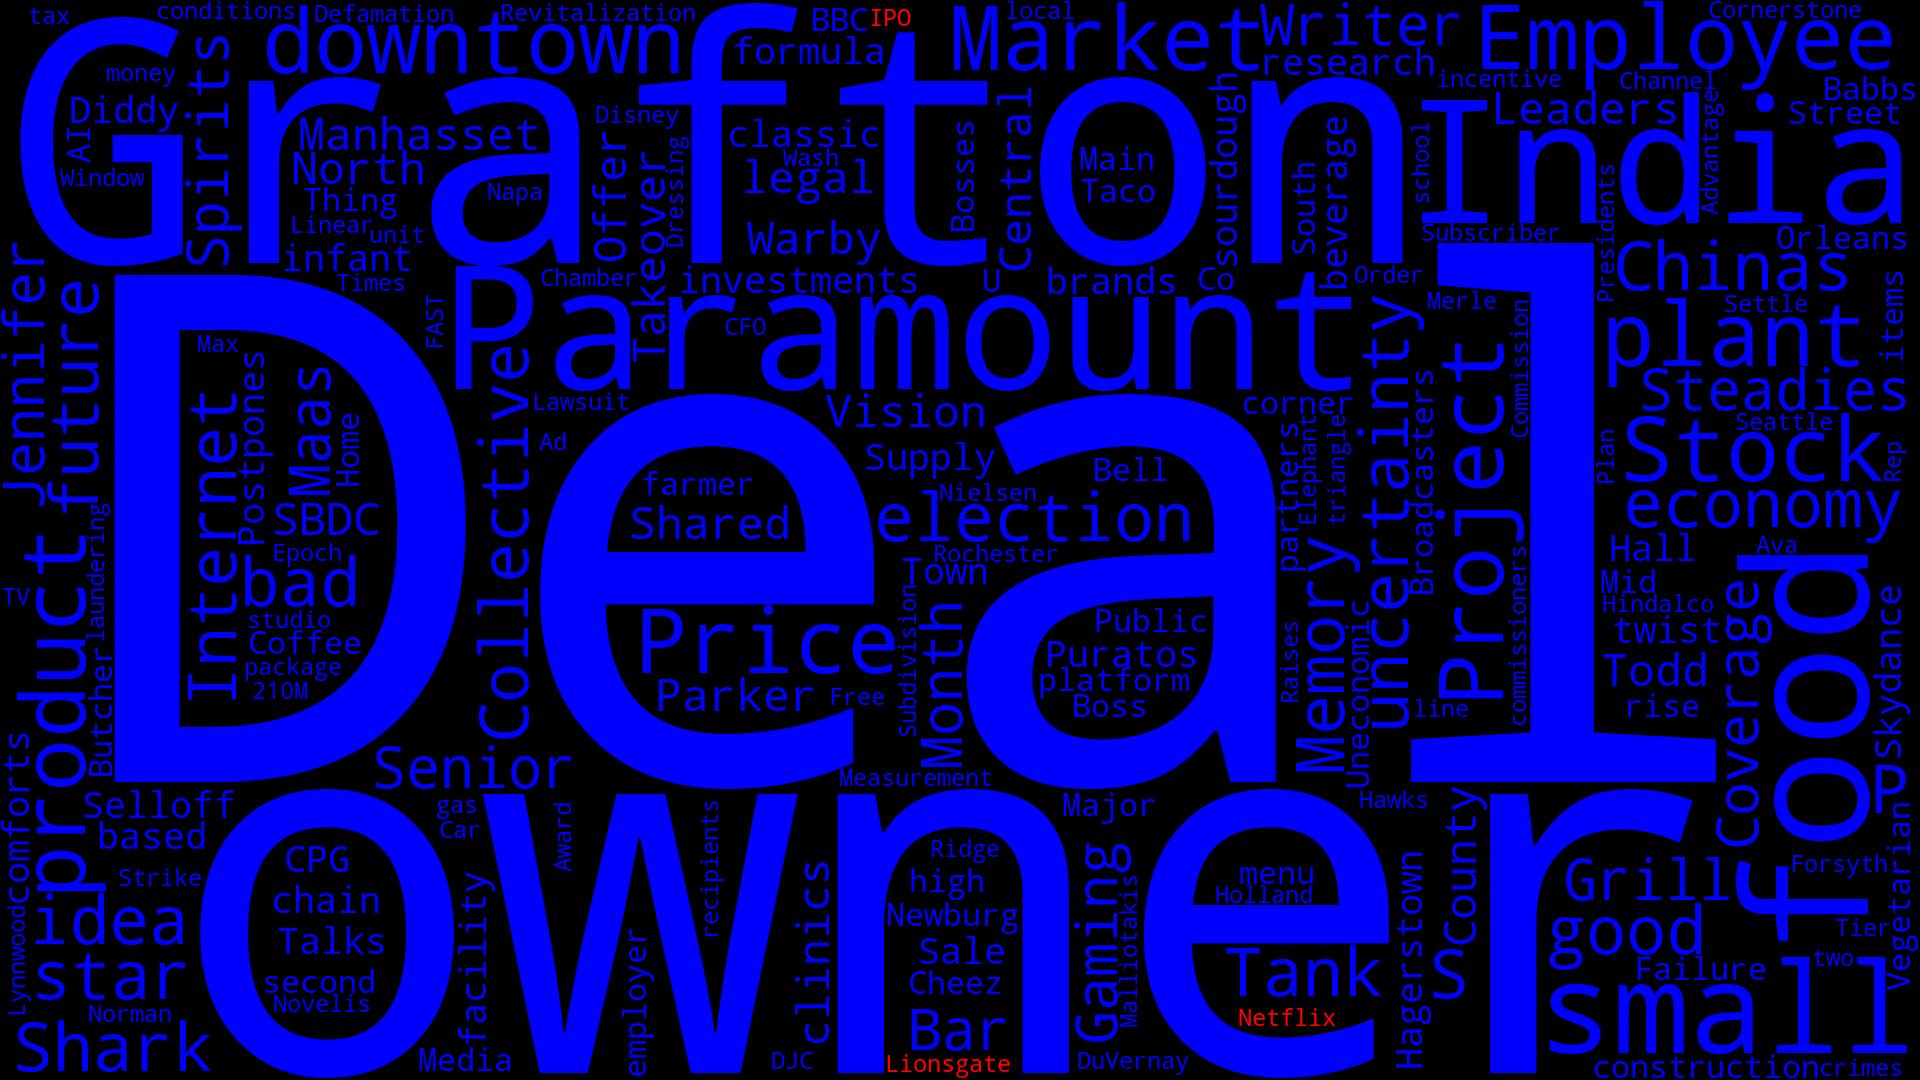 tax
conditions
Defamation
Revitalization
BBC
IPO
local
Cornerstone
Grafton
downtown
formula
Market
Writer
research
Employee
money
Diddy
Spirits
AI
Window
Manhasset
North
Thing
Linear
unit
infant
Times
Napa
Disney
Offer
Takeover
Dressing
classic
Wash
legal
Warby
Bosses
Central
Main
Taco
sourdough
South
beverage
incentive
Channel
Babbs
Leaders
Street
Advantage
school
India
Presidents
Subscriber
Orleans
Chinas
Jennifer
future
FAST
Chamber
investments
CFO
U
brands
Co
Order
Merle
Settle
items
Paramount
plant
Steadies
Seattle
Stock
Rep
economy
Plan
Commission
Max
Internet
Postpones
Maas
Home
SBDC
Epoch
bad
studio
Coffee
package
210M
Collective
Lawsuit
Ad
Vision
Supply
Bell
corner
farmer
Shared
Nielsen
election
Rochester
Town
partners
Elephant
triangle
uncertainty
Broadcasters
Project
Deal
Price
Parker
Free
Subdivision
Month
Public
Puratos
platform
Boss
Raises
Memory
Uneconomic
line
commissioners
Hall
Ava
Mid
Hindalco
twist
Todd
rise
Coverage
food
Skydance
P
TV
product
laundering
Butcher
Senior
Measurement
Major
Hawks
Comforts
Selloff
based
Strike
gas
Car
Award
recipients
CPG
chain
Talks
second
Novelis
owner
facility
employer
clinics
Ridge
high
Newburg
Sale
Cheez
Bar
Lionsgate
Gaming
Malliotakis
menu
Holland
Tank
Netflix
Hagerstown
County
S
Grill
Forsyth
good
Tier
Vegetarian
Failure
two
small
construction
crimes
Lynnwood
idea
star
Norman
Shark
Media
DJC
DuVernay